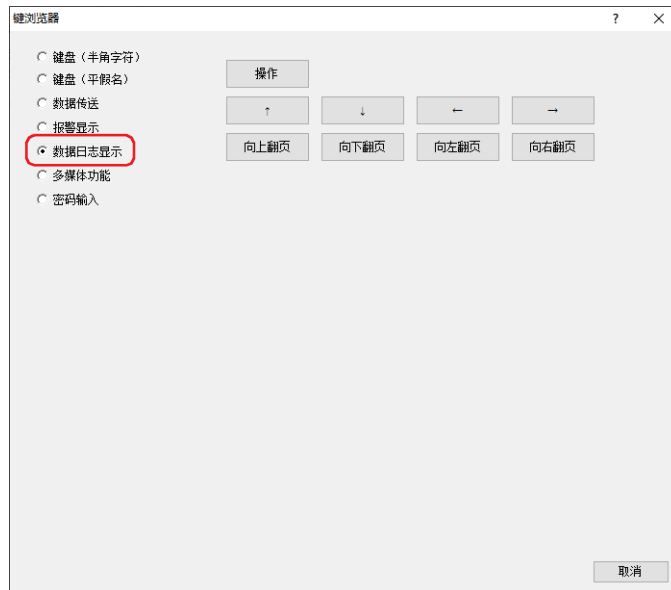 键浏览器
? ×
键盘（半角字符）
键盘（平假名）
数据传送
报警显示
数据日志显示
多媒体功能
密码输入
操作
↑ ↓ ← →
向上翻页 向下翻页 向左翻页 向右翻页
取消